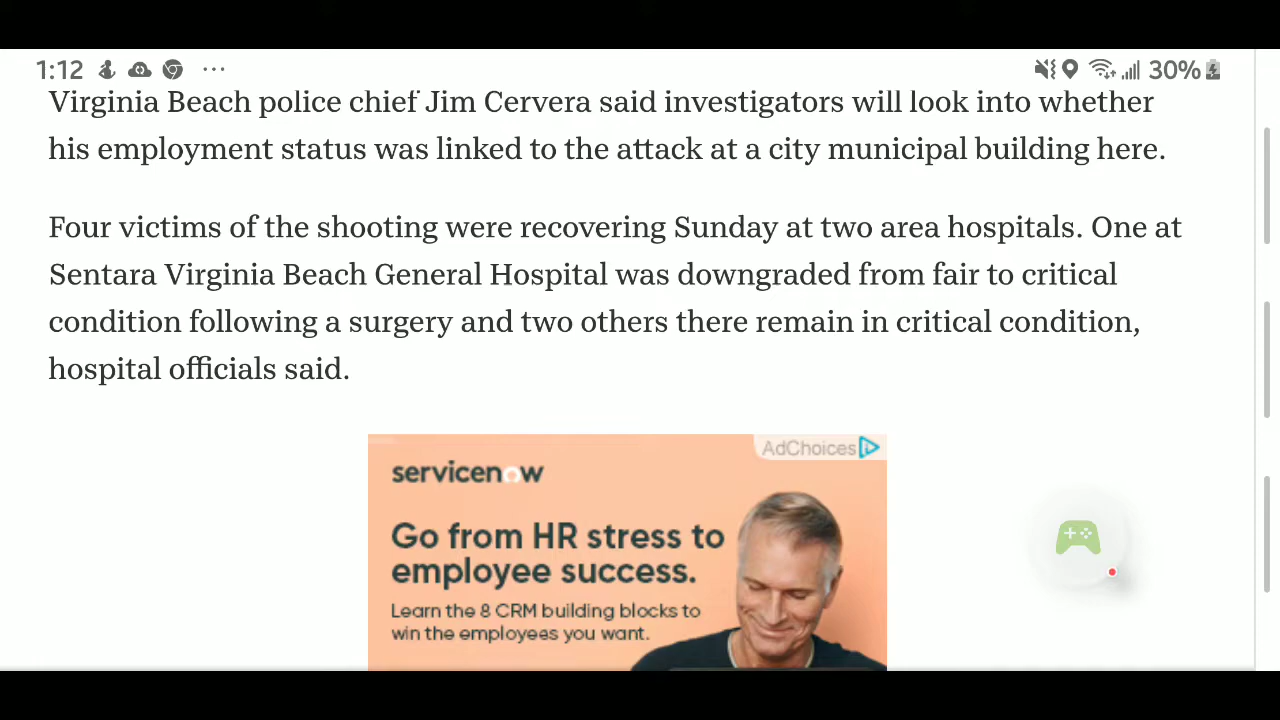 1:12 30%
Virginia Beach police chief Jim Cervera said investigators will look into whether
his employment status was linked to the attack at a city municipal building here.
Four victims of the shooting were recovering Sunday at two area hospitals. One at
Sentara Virginia Beach General Hospital was downgraded from fair to critical
condition following a surgery and two others there remain in critical condition,
hospital officials said.
AdChoices
servicenow
Go from HR stress to
employee success.
Learn the 8 CRM building blocks to
win the employees you want.